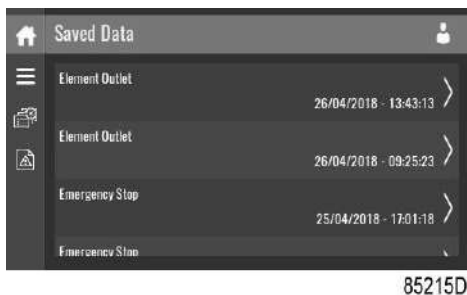 Saved Data
Element Outlet
26/04/2018 - 13:43:13
Element Outlet
26/04/2018 - 09:25:23
Emergency Stop
25/04/2018 - 17:01:18
Emergency Stop
85215D